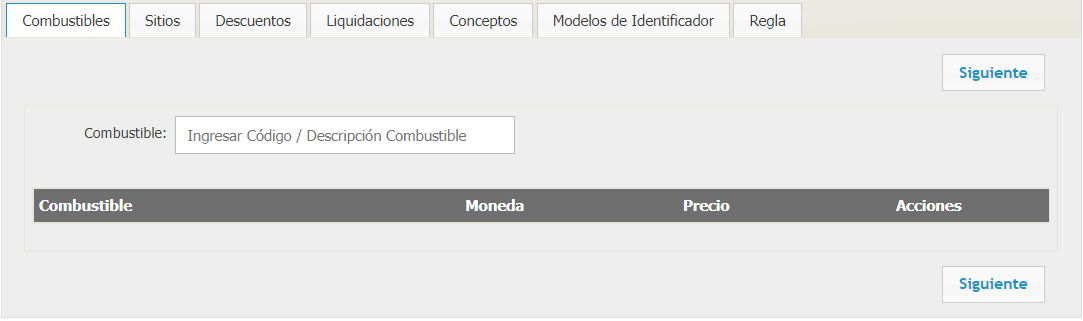 Combustibles Sitios Descuentos Liquidaciones Conceptos Modelos de Identificador Regla
Siguiente
Combustible: Ingresar Código / Descripción Combustible
Combustible Moneda Precio Acciones
Siguiente